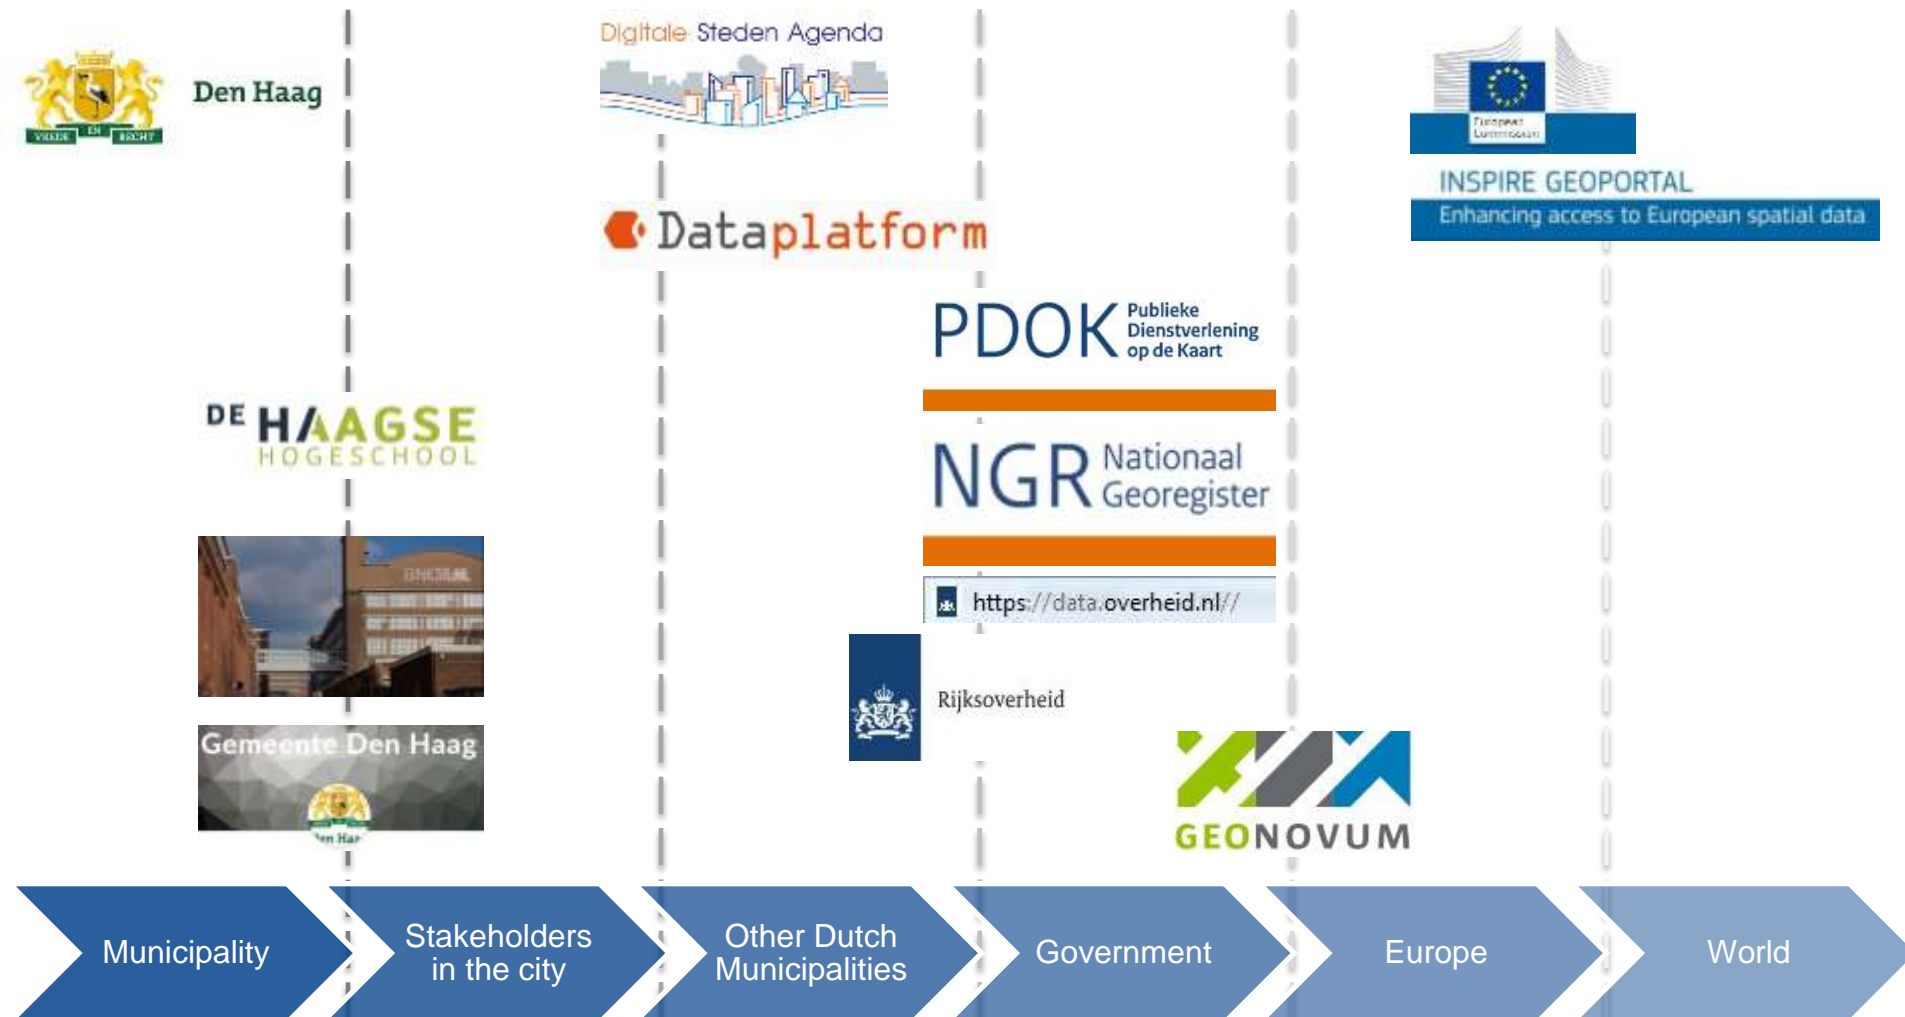 Den Haag
VREDE EN RECHT
Digitale Steden Agenda
European
Commission
INSPIRE GEOPORTAL
Enhancing access to European spatial data
Dataplatform
PDOK
Publieke
Dienstverlening
op de Kaart
DE HAAGSE
HOGESCHOOL
NGR
Nationaal
Georegister
https://data.overheid.nl//
Rijksoverheid
Gemeente Den Haag
GEONOVUM
Municipality
Stakeholders
in the city
Other Dutch
Municipalities
Government
Europe
World